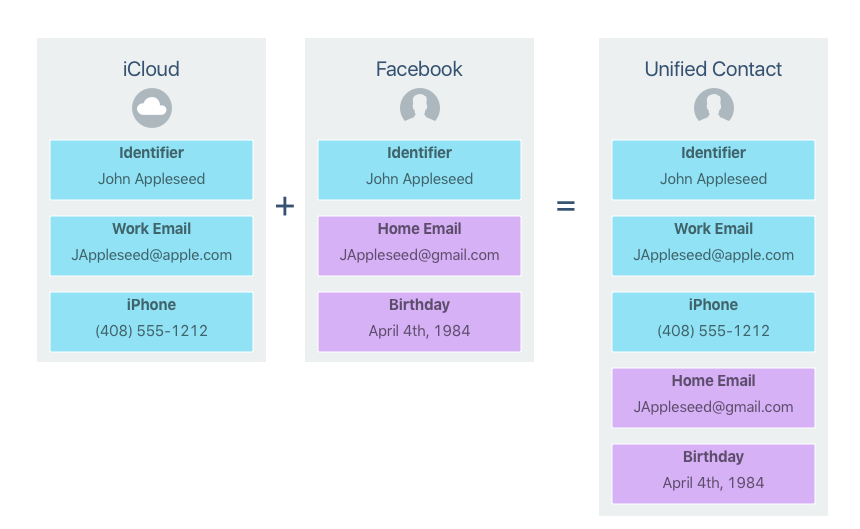 iCloud
Identifier
John Appleseed
Work Email
JAppleseed@apple.com
iPhone
(408) 555-1212
+
Facebook
Identifier
John Appleseed
Home Email
JAppleseed@gmail.com
Birthday
April 4th, 1984
=
Unified Contact
Identifier
John Appleseed
Work Email
JAppleseed@apple.com
iPhone
(408) 555-1212
Home Email
JAppleseed@gmail.com
Birthday
April 4th, 1984